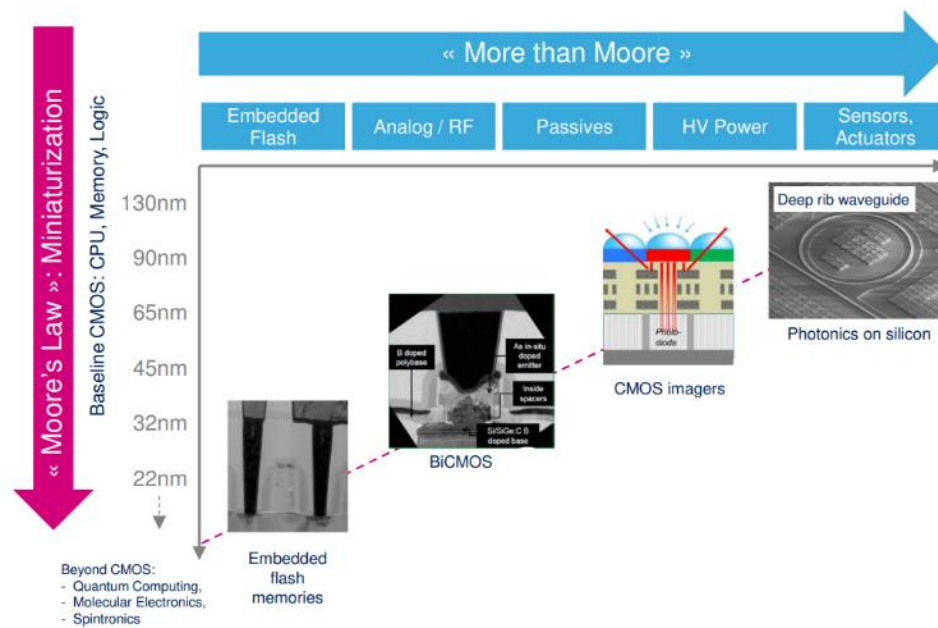 « More than Moore »
« Moore's Law »: Miniaturization
Baseline CMOS: CPU, Memory, Logic
Embedded
Flash
Analog / RF
Passives
HV Power
Sensors,
Actuators
130nm
90nm
65nm
45nm
32nm
22nm
Deep rib waveguide
Photonics on silicon
Photo-
diode
CMOS imagers
B doped
polybase
As in-situ
doped
emitter
Inside
spacers
Si/SiGe:C B
doped base
BiCMOS
Embedded
flash
memories
Beyond CMOS:
- Quantum Computing,
- Molecular Electronics,
- Spintronics